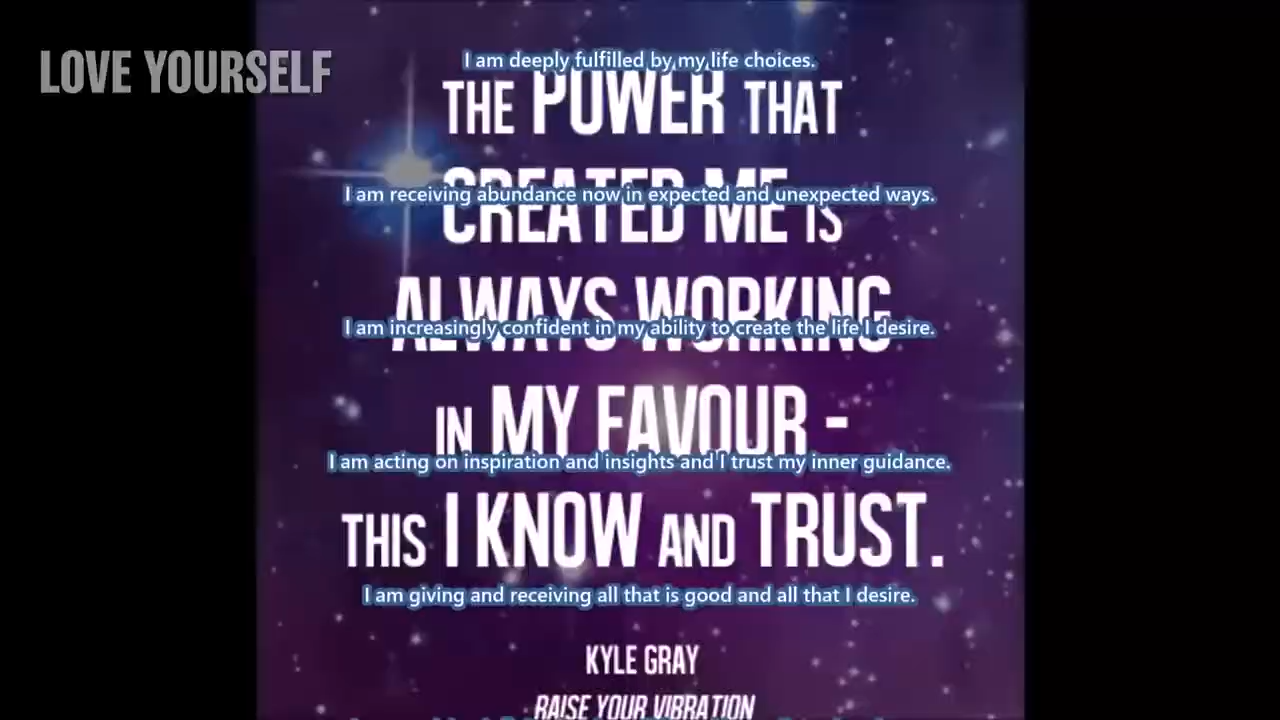 LOVE YOURSELF
I am deeply fulfilled by my life choices.
THE POWER THAT
I am receiving abundance now in expected and unexpected ways.
CREATED ME IS
ALWAYS WORKING
I am increasingly confident in my ability to create the life I desire.
IN MY FAVOUR -
I am acting on inspiration and insights and I trust my inner guidance.
THIS I KNOW AND TRUST.
I am giving and receiving all that is good and all that I desire.
KYLE GRAY
RAISE YOUR VIBRATION